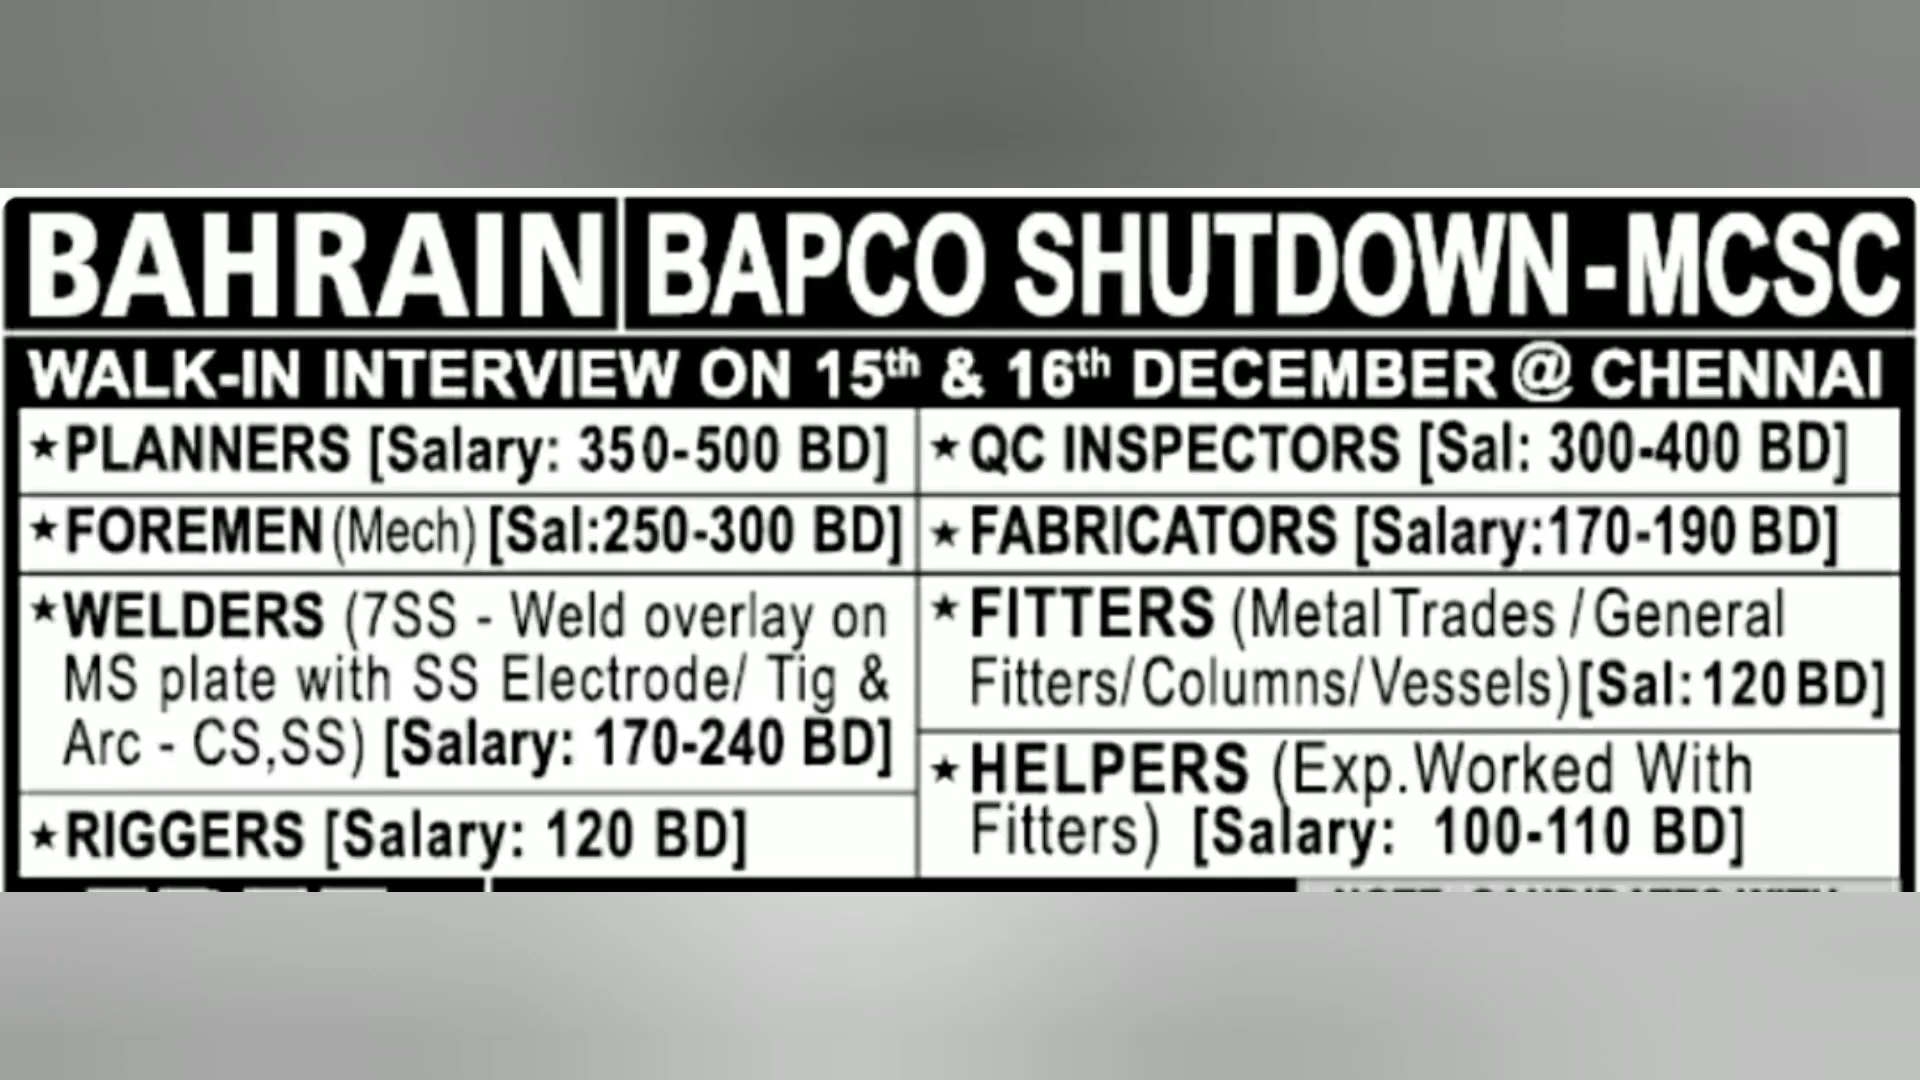 BAHRAIN BAPCO SHUTDOWN - MCSC
WALK-IN INTERVIEW ON 15th & 16th DECEMBER @ CHENNAI
★ PLANNERS [Salary: 350-500 BD]
★ FOREMEN (Mech) [Sal:250-300 BD]
★ WELDERS (7SS - Weld overlay on
MS plate with SS Electrode/ Tig &
Arc - CS,SS) [Salary: 170-240 BD]
★ RIGGERS [Salary: 120 BD]
★ QC INSPECTORS [Sal: 300-400 BD]
★ FABRICATORS [Salary:170-190 BD]
★ FITTERS (Metal Trades / General
Fitters/Columns/Vessels) [Sal:120 BD]
★ HELPERS (Exp.Worked With
Fitters) [Salary: 100-110 BD]